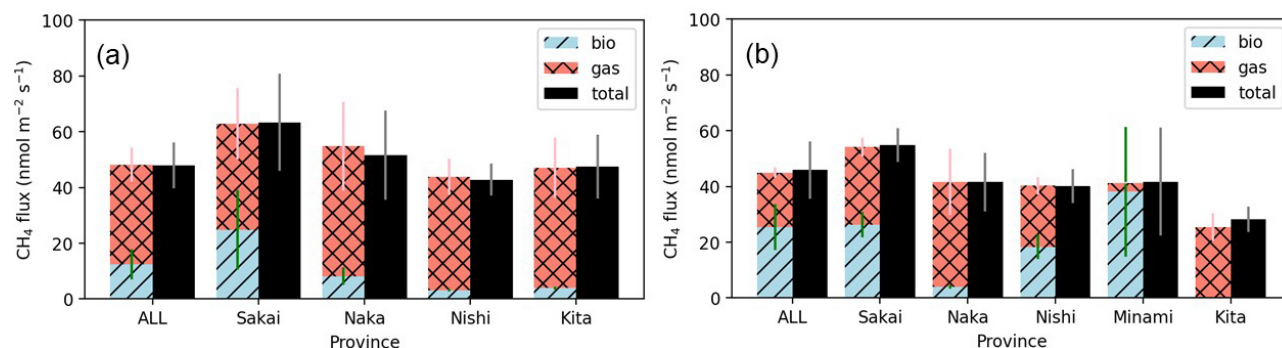 (a)
CH₄ flux (nmol m⁻² s⁻¹)
100
80
60
40
20
0
bio
gas
total
ALL Sakai Naka Nishi Kita
Province
(b)
CH₄ flux (nmol m⁻² s⁻¹)
100
80
60
40
20
0
bio
gas
total
ALL Sakai Naka Nishi Minami Kita
Province